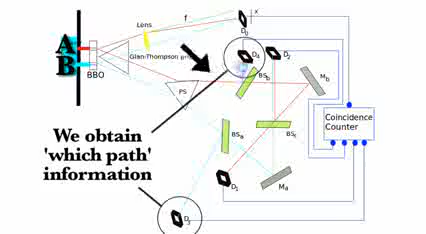 Lens
f
x
D₀
A
B
BBO
Glan-Thompson
PS
D₄
D₂
BSb
Mb
BSa
BSc
Coincidence
Counter
We obtain
'which path'
information
D₁
Ma
D₃